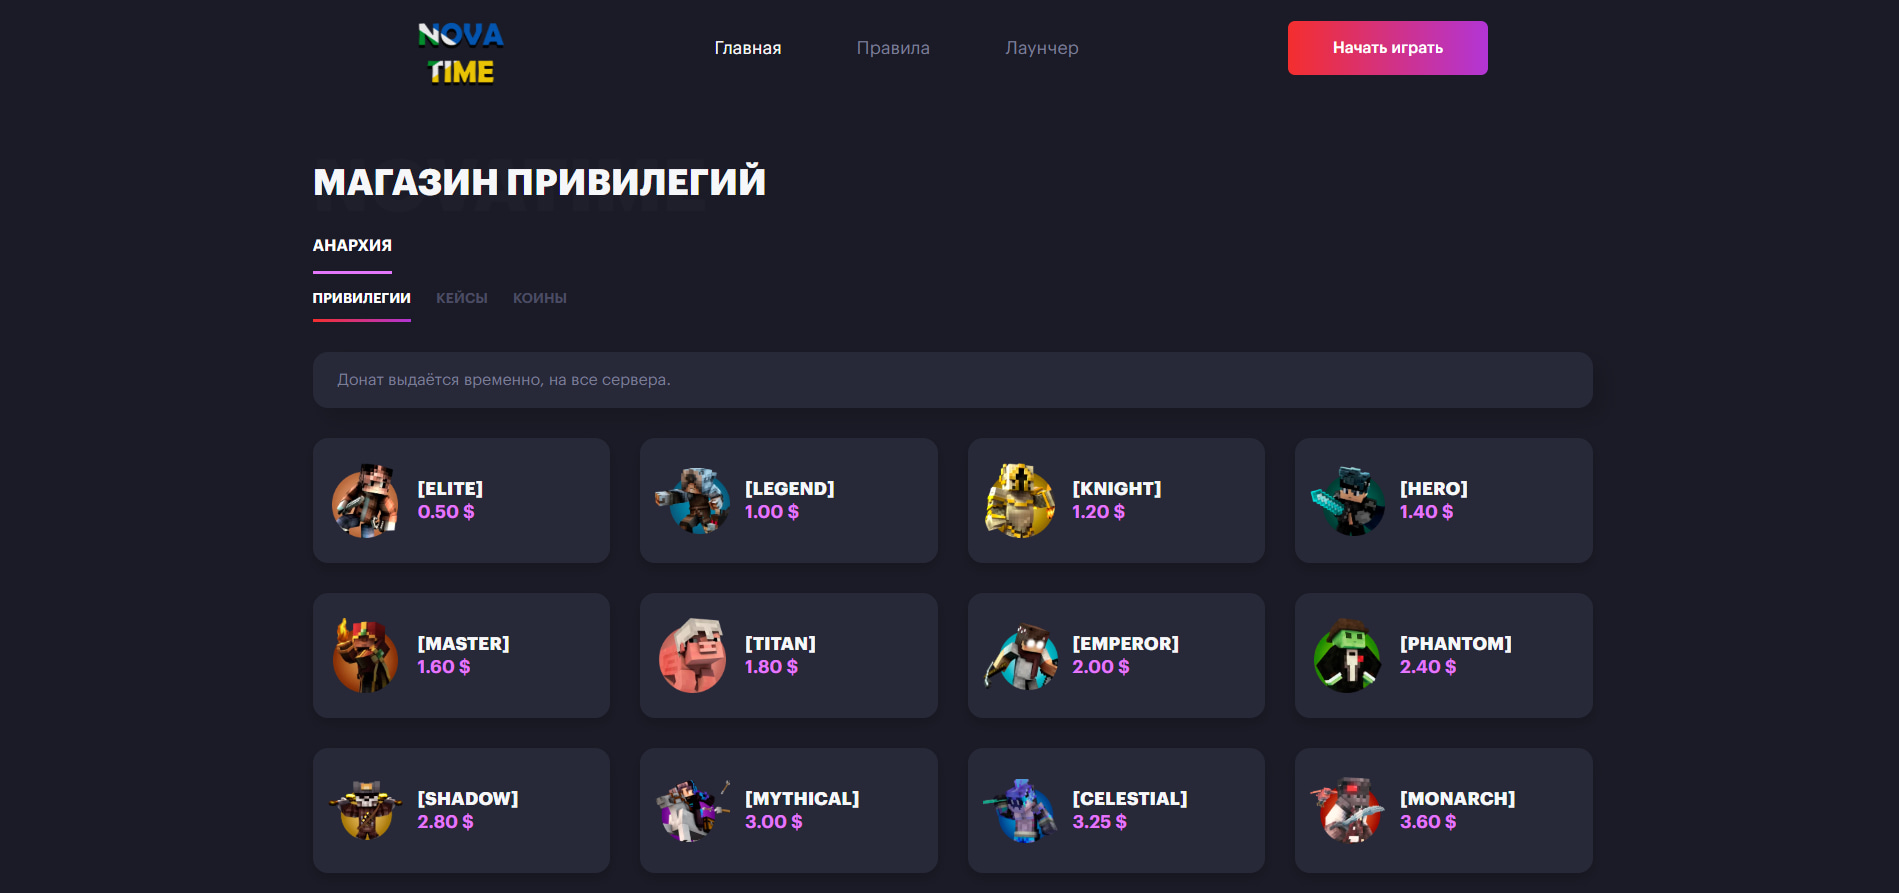 NOVA
TIME
Главная
Правила
Лаунчер
Начать играть
NOVATIME
МАГАЗИН ПРИВИЛЕГИЙ
АНАРХИЯ
ПРИВИЛЕГИИ
КЕЙСЫ
КОИНЫ
Донат выдаётся временно, на все сервера.
[ELITE]
0.50 $
[LEGEND]
1.00 $
[KNIGHT]
1.20 $
[HERO]
1.40 $
[MASTER]
1.60 $
[TITAN]
1.80 $
[EMPEROR]
2.00 $
[PHANTOM]
2.40 $
[SHADOW]
2.80 $
[MYTHICAL]
3.00 $
[CELESTIAL]
3.25 $
[MONARCH]
3.60 $